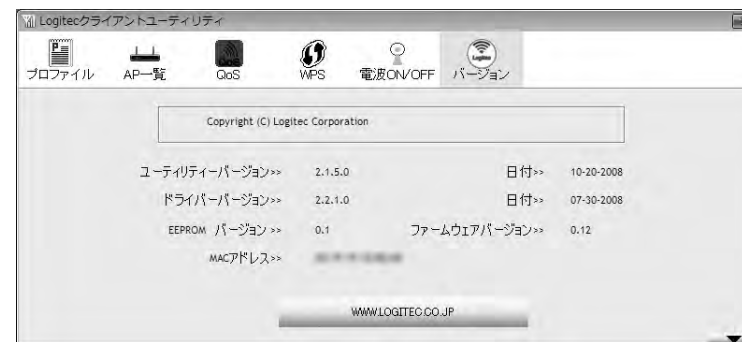 Logitecクライアントユーティリティ
プロファイル AP一覧 QoS WPS 電波ON/OFF バージョン
Copyright (C) Logitec Corporation
ユーティリティーバージョン>> 2.1.5.0 日付>> 10-20-2008
ドライバーバージョン>> 2.2.1.0 日付>> 07-30-2008
EEPROM バージョン>> 0.1 ファームウェアバージョン>> 0.12
MACアドレス>>
WWW.LOGITEC.CO.JP